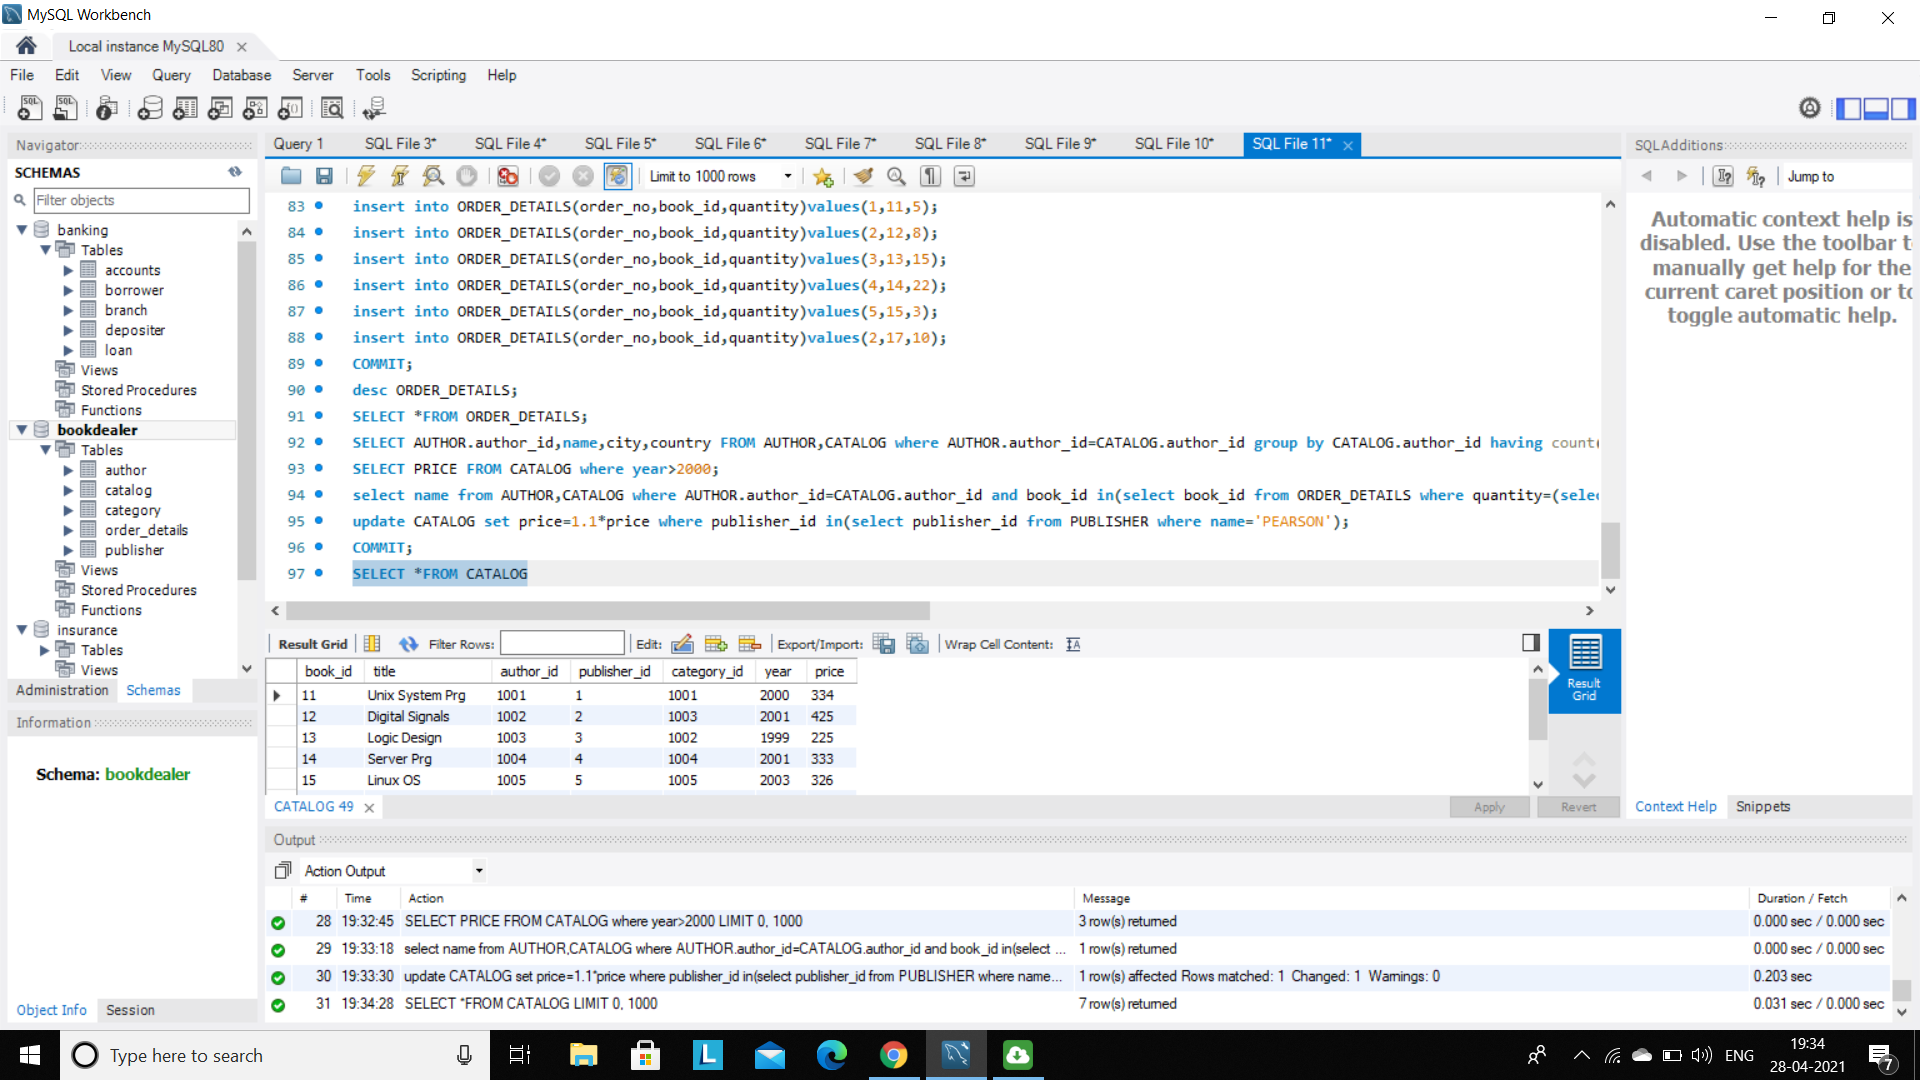 MySQL Workbench
Local instance MySQL80
File Edit View Query Database Server Tools Scripting Help
Navigator
SCHEMAS
Filter objects
banking
Tables
accounts
borrower
branch
depositer
loan
Views
Stored Procedures
Functions
bookdealer
Tables
author
catalog
category
order_details
publisher
Views
Stored Procedures
Functions
insurance
Tables
Views
Administration Schemas
Information
Schema: bookdealer
Object Info Session
Query 1 SQL File 3* SQL File 4* SQL File 5* SQL File 6* SQL File 7* SQL File 8* SQL File 9* SQL File 10* SQL File 11*
Limit to 1000 rows
83 insert into ORDER_DETAILS(order_no,book_id,quantity)values(1,11,5);
84 insert into ORDER_DETAILS(order_no,book_id,quantity)values(2,12,8);
85 insert into ORDER_DETAILS(order_no,book_id,quantity)values(3,13,15);
86 insert into ORDER_DETAILS(order_no,book_id,quantity)values(4,14,22);
87 insert into ORDER_DETAILS(order_no,book_id,quantity)values(5,15,3);
88 insert into ORDER_DETAILS(order_no,book_id,quantity)values(2,17,10);
89 COMMIT;
90 desc ORDER_DETAILS;
91 SELECT *FROM ORDER_DETAILS;
92 SELECT AUTHOR.author_id,name,city,country FROM AUTHOR,CATALOG where AUTHOR.author_id=CATALOG.author_id group by CATALOG.author_id having count(
93 SELECT PRICE FROM CATALOG where year>2000;
94 select name from AUTHOR,CATALOG where AUTHOR.author_id=CATALOG.author_id and book_id in(select book_id from ORDER_DETAILS where quantity=(selec
95 update CATALOG set price=1.1*price where publisher_id in(select publisher_id from PUBLISHER where name='PEARSON');
96 COMMIT;
97 SELECT *FROM CATALOG
Result Grid Filter Rows: Edit: Export/Import: Wrap Cell Content:
book_id title author_id publisher_id category_id year price
11 Unix System Prg 1001 1 1001 2000 334
12 Digital Signals 1002 2 1003 2001 425
13 Logic Design 1003 3 1002 1999 225
14 Server Prg 1004 4 1004 2001 333
15 Linux OS 1005 5 1005 2003 326
Result Grid
CATALOG 49
Apply Revert
SQLAdditions
Jump to
Automatic context help is
disabled. Use the toolbar t
manually get help for the
current caret position or to
toggle automatic help.
Context Help Snippets
Output
Action Output
# Time Action Message Duration / Fetch
28 19:32:45 SELECT PRICE FROM CATALOG where year>2000 LIMIT 0, 1000 3 row(s) returned 0.000 sec / 0.000 sec
29 19:33:18 select name from AUTHOR,CATALOG where AUTHOR.author_id=CATALOG.author_id and book_id in(select ... 1 row(s) returned 0.000 sec / 0.000 sec
30 19:33:30 update CATALOG set price=1.1*price where publisher_id in(select publisher_id from PUBLISHER where name... 1 row(s) affected Rows matched: 1 Changed: 1 Warnings: 0 0.203 sec
31 19:34:28 SELECT *FROM CATALOG LIMIT 0, 1000 7 row(s) returned 0.031 sec / 0.000 sec
Type here to search
L
ENG
19:34
28-04-2021
7